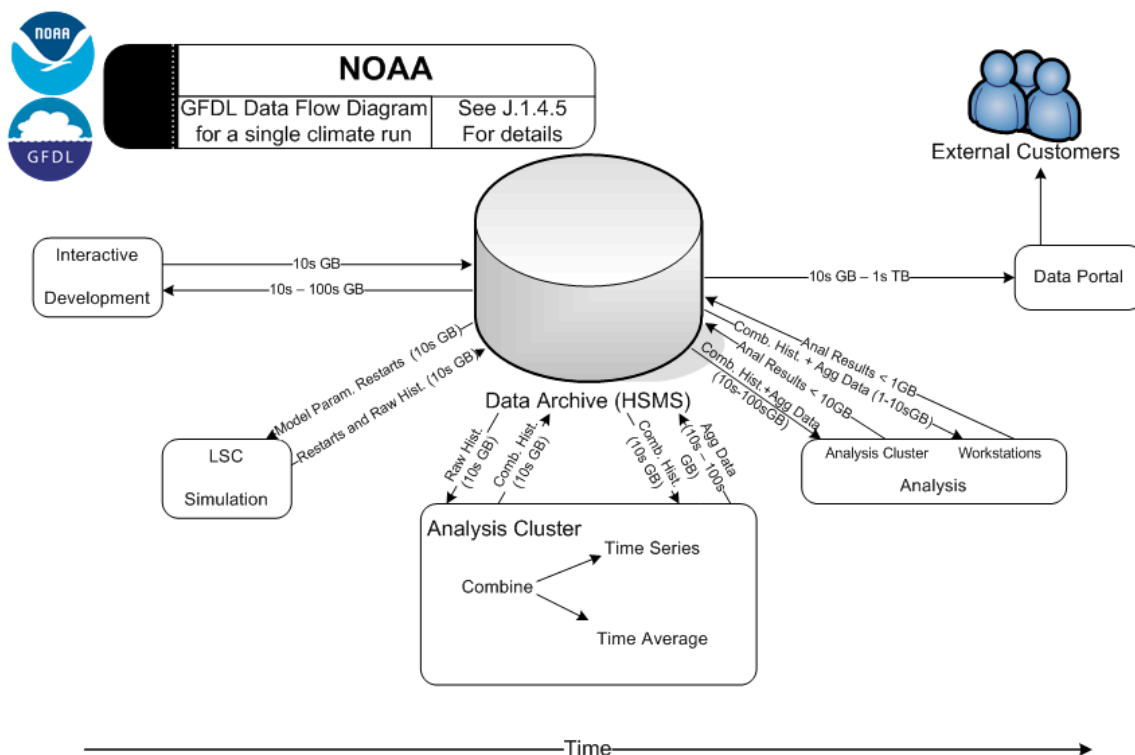 NOAA
GFDL
NOAA
GFDL Data Flow Diagram
for a single climate run
See J.1.4.5
For details
External Customers
Interactive
Development
10s GB
10s – 100s GB
10s GB – 1s TB
Data Portal
Model Param. Restarts (10s GB)
Restarts and Raw Hist. (10s GB)
LSC
Simulation
Data Archive (HSMS)
Raw Hist.
(10s GB)
Comb. Hist.
(10s GB)
Comb. Hist.
(10s GB)
Agg Data
(10s – 100s
GB)
Comb. Hist.+Agg Data
(10s-100sGB)
Anal Results < 10GB
Comb. Hist. + Agg Data (1-10sGB)
Anal Results < 1GB
Analysis Cluster
Workstations
Analysis
Analysis Cluster
Time Series
Combine
Time Average
Time